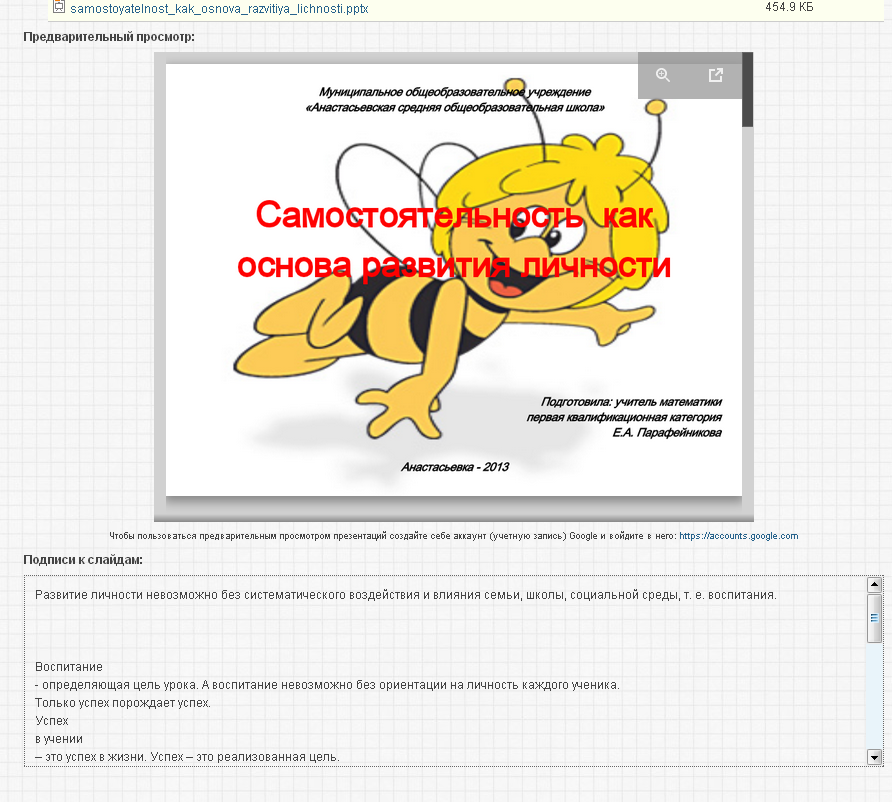 samostoyatelnost_kak_osnova_razvitiya_lichnosti.pptx 454.9 КБ
Предварительный просмотр:
Муниципальное общеобразовательное учреждение
«Анастасьевская средняя общеобразовательная школа»
Самостоятельность как
основа развития личности
Подготовила: учитель математики
первая квалификационная категория
Е.А. Парафейникова
Анастасьевка - 2013
Чтобы пользоваться предварительным просмотром презентаций создайте себе аккаунт (учетную запись) Google и войдите в него: https://accounts.google.com
Подписи к слайдам:
Развитие личности невозможно без систематического воздействия и влияния семьи, школы, социальной среды, т. е. воспитания.
Воспитание
- определяющая цель урока. А воспитание невозможно без ориентации на личность каждого ученика.
Только успех порождает успех.
Успех
в учении
– это успех в жизни. Успех – это реализованная цель.